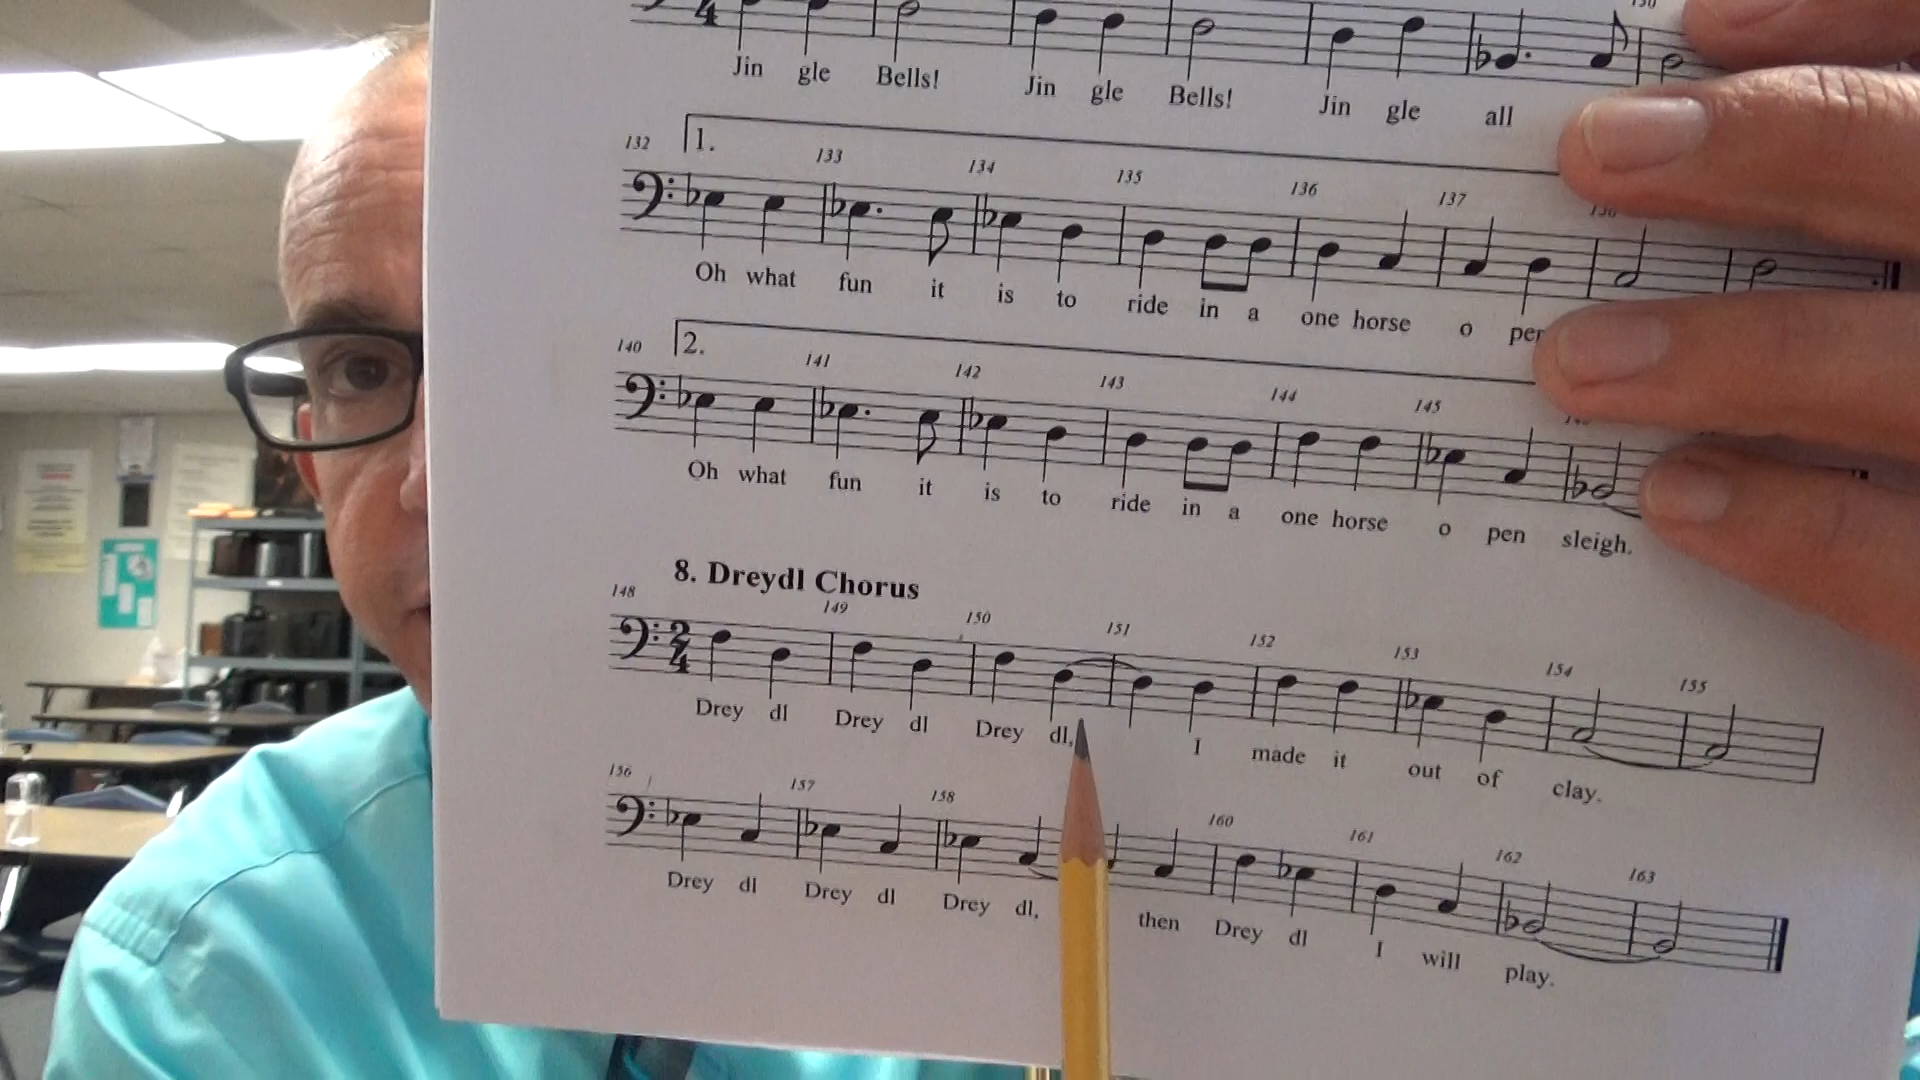 4
Jin gle Bells! Jin gle Bells! Jin gle all
132 1. 133 134 135 136 137
Oh what fun it is to ride in a one horse o pen
140 2. 141 142 143 144 145
Oh what fun it is to ride in a one horse o pen sleigh.
8. Dreydl Chorus
148 149 150 151 152 153 154 155
2 4
Drey dl Drey dl Drey dl, I made it out of clay.
156 157 158 160 161 162 163
Drey dl Drey dl Drey dl, then Drey dl I will play.